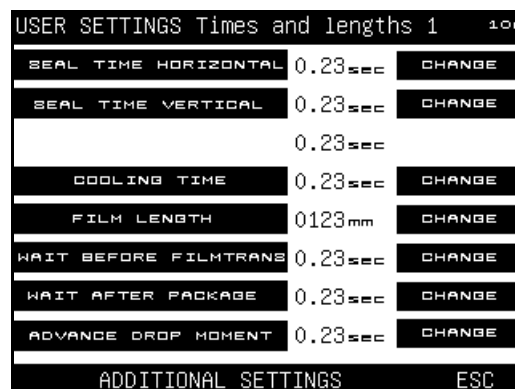 USER SETTINGS Times and lengths 1
SEAL TIME HORIZONTAL 0.23sec CHANGE
SEAL TIME VERTICAL 0.23sec CHANGE
0.23sec
COOLING TIME 0.23sec CHANGE
FILM LENGTH 0123mm CHANGE
WAIT BEFORE FILMTRANS 0.23sec CHANGE
WAIT AFTER PACKAGE 0.23sec CHANGE
ADVANCE DROP MOMENT 0.23sec CHANGE
ADDITIONAL SETTINGS ESC